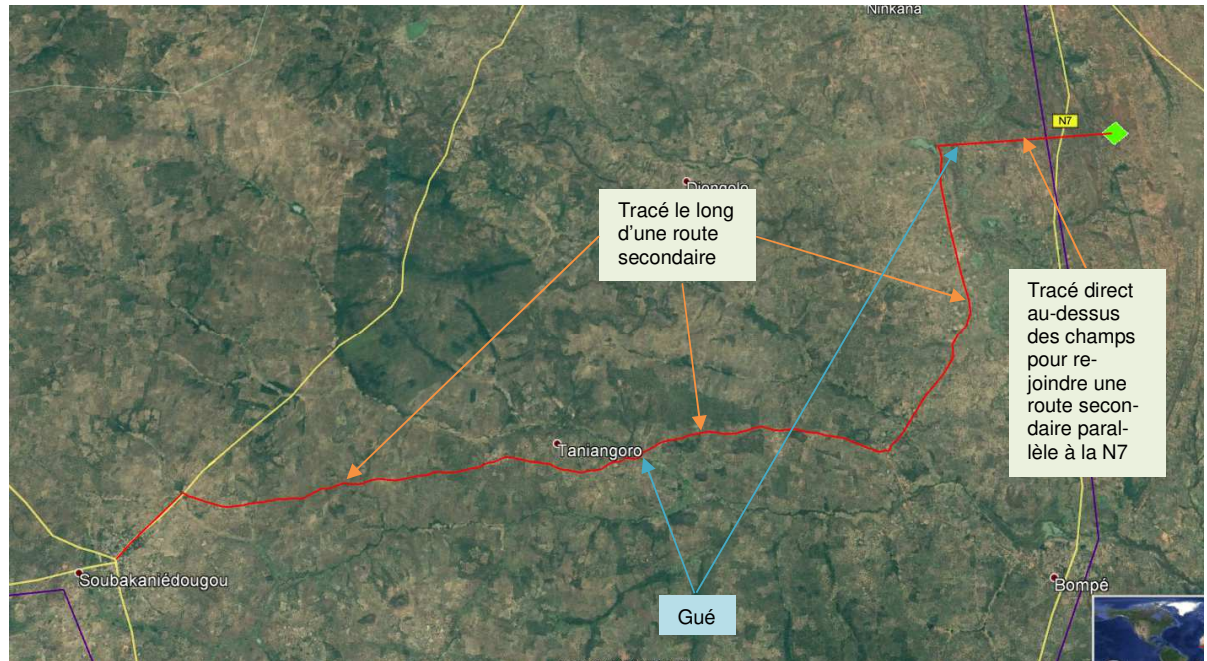 Ninkana
N7
Diongolo
Tracé le long
d'une route
secondaire
Tracé direct
au-dessus
des champs
pour re-
joindre une
route secon-
daire paral-
lèle à la N7
Taniangoro
Soubakaniédougou
Bompé
Gué